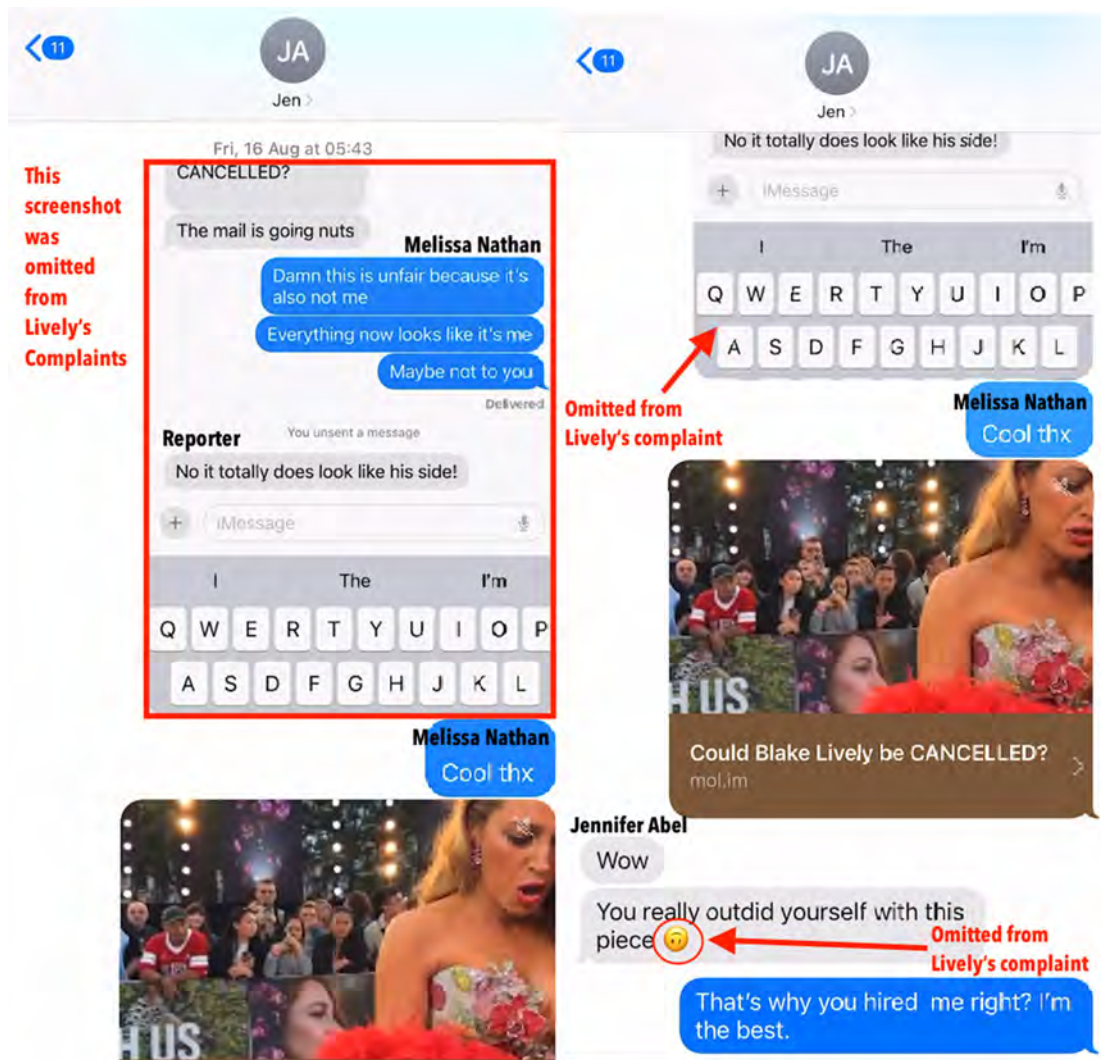 11
JA
Jen
Fri, 16 Aug at 05:43
This
screenshot
was
omitted
from
Lively's
Complaints
CANCELLED?
The mail is going nuts
Melissa Nathan
Damn this is unfair because it's
also not me
Everything now looks like it's me
Maybe not to you
Delivered
You unsent a message
Reporter
No it totally does look like his side!
+
iMessage
I The I'm
Q W E R T Y U I O P
A S D F G H J K L
Melissa Nathan
Cool thx
H US
11
JA
Jen
No it totally does look like his side!
+
iMessage
I The I'm
Q W E R T Y U I O P
A S D F G H J K L
Omitted from
Lively's complaint
Melissa Nathan
Cool thx
H US
Could Blake Lively be CANCELLED?
mol.im
Jennifer Abel
Wow
You really outdid yourself with this
piece 🙃
Omitted from
Lively's complaint
That's why you hired me right? I'm
the best.